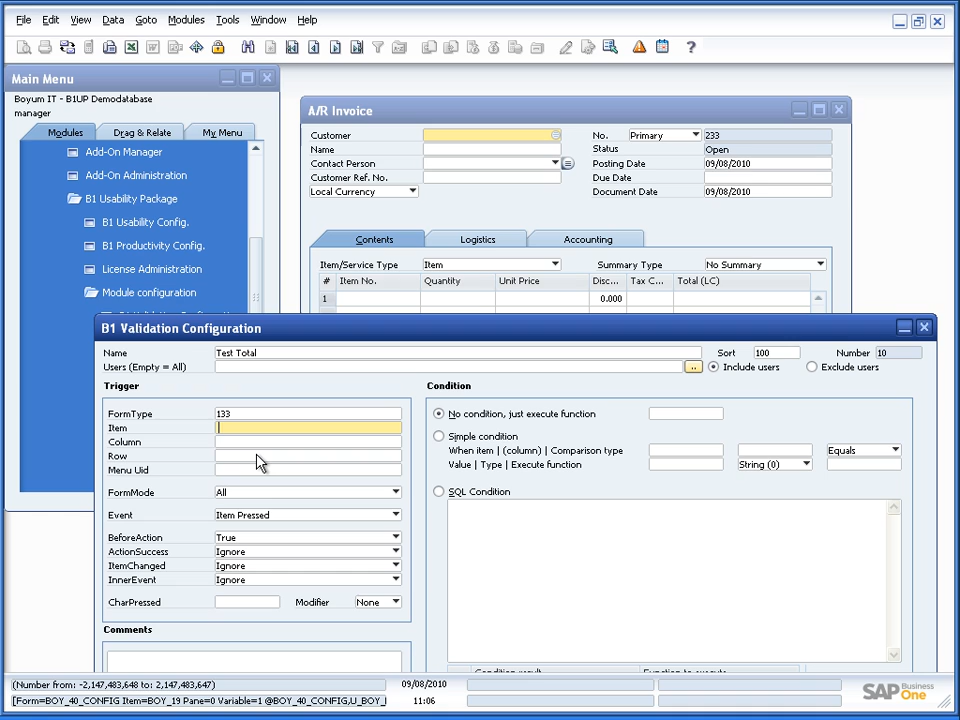 File Edit View Data Goto Modules Tools Window Help
Main Menu
Boyum IT - B1UP Demodatabase
manager
Modules Drag & Relate My Menu
Add-On Manager
Add-On Administration
B1 Usability Package
B1 Usability Config.
B1 Productivity Config.
License Administration
Module configuration
A/R Invoice
Customer No. Primary 233
Name Status Open
Contact Person Posting Date 09/08/2010
Customer Ref. No. Due Date
Local Currency Document Date 09/08/2010
Contents Logistics Accounting
Item/Service Type Item Summary Type No Summary
# Item No. Quantity Unit Price Disc... Tax C... Total (LC)
1 0.000
B1 Validation Configuration
Name Test Total Sort 100 Number 10
Users (Empty = All) .. Include users Exclude users
Trigger Condition
FormType 133 No condition, just execute function
Item
Column Simple condition
Row When item | (column) | Comparison type Equals
Menu Uid Value | Type | Execute function String (0)
FormMode All SQL Condition
Event Item Pressed
BeforeAction True
ActionSuccess Ignore
ItemChanged Ignore
InnerEvent Ignore
CharPressed Modifier None
Comments
Condition result Function to execute
(Number from: -2,147,483,648 to: 2,147,483,647) 09/08/2010
[Form=BOY_40_CONFIG Item=BOY_19 Pane=0 Variable=1 @BOY_40_CONFIG,U_BOY_I 11:06
SAP Business One